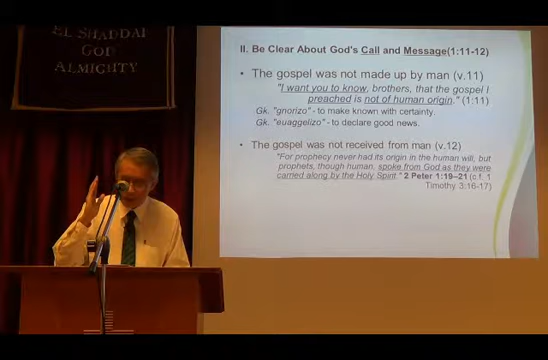 EL SHADDAI
GOD
ALMIGHTY
II. Be Clear About God's Call and Message(1:11-12)
• The gospel was not made up by man (v.11)
"I want you to know, brothers, that the gospel I
preached is not of human origin." (1:11)
Gk. "gnorizo" - to make known with certainty.
Gk. "euaggelizo" - to declare good news.
• The gospel was not received from man (v.12)
"For prophecy never had its origin in the human will, but
prophets, though human, spoke from God as they were
carried along by the Holy Spirit." 2 Peter 1:19–21 (c.f. 1
Timothy 3:16-17)